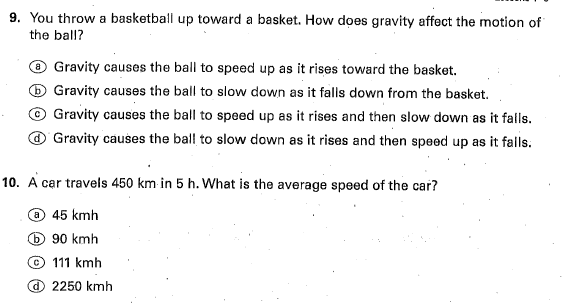 9. You throw a basketball up toward a basket. How does gravity affect the motion of
the ball?
ⓐ Gravity causes the ball to speed up as it rises toward the basket.
ⓑ Gravity causes the ball to slow down as it falls down from the basket.
ⓒ Gravity causes the ball to speed up as it rises and then slow down as it falls.
ⓓ Gravity causes the ball to slow down as it rises and then speed up as it falls.
10. A car travels 450 km in 5 h. What is the average speed of the car?
ⓐ 45 kmh
ⓑ 90 kmh
ⓒ 111 kmh
ⓓ 2250 kmh